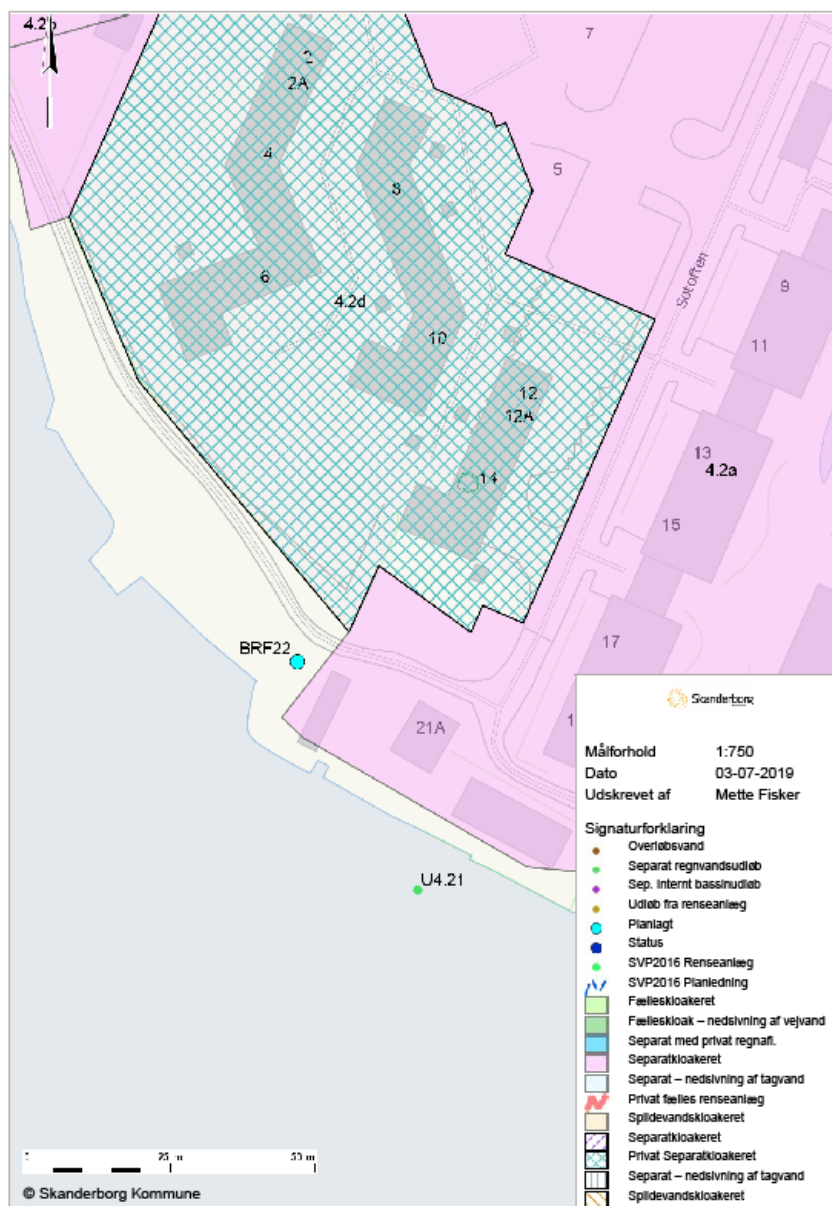 4.2b
2
2A
4
8
6
4.2d
10
12
12A
14
7
5
Søtoften
9
11
13
4.2a
15
17
21A
BRF22
U4.21
Skanderborg
Målforhold 1:750
Dato 03-07-2019
Udskrevet af Mette Fisker
Signaturforklaring
Overløbsvand
Separat regnvandsudløb
Sep. Internt bassinudløb
Udløb fra renseanlæg
Planlagt
Status
SVP2016 Renseanlæg
SVP2016 Planledning
Fælleskloakeret
Fælleskloak – nedsivning af vejvand
Separat med privat regnafl.
Separatkloakeret
Separat – nedsivning af tagvand
Privat fælles renseanlæg
Spildevandskloakeret
Separatkloakeret
Privat Separatkloakeret
Separat – nedsivning af tagvand
Spildevandskloakeret
0 25 m 50 m
© Skanderborg Kommune